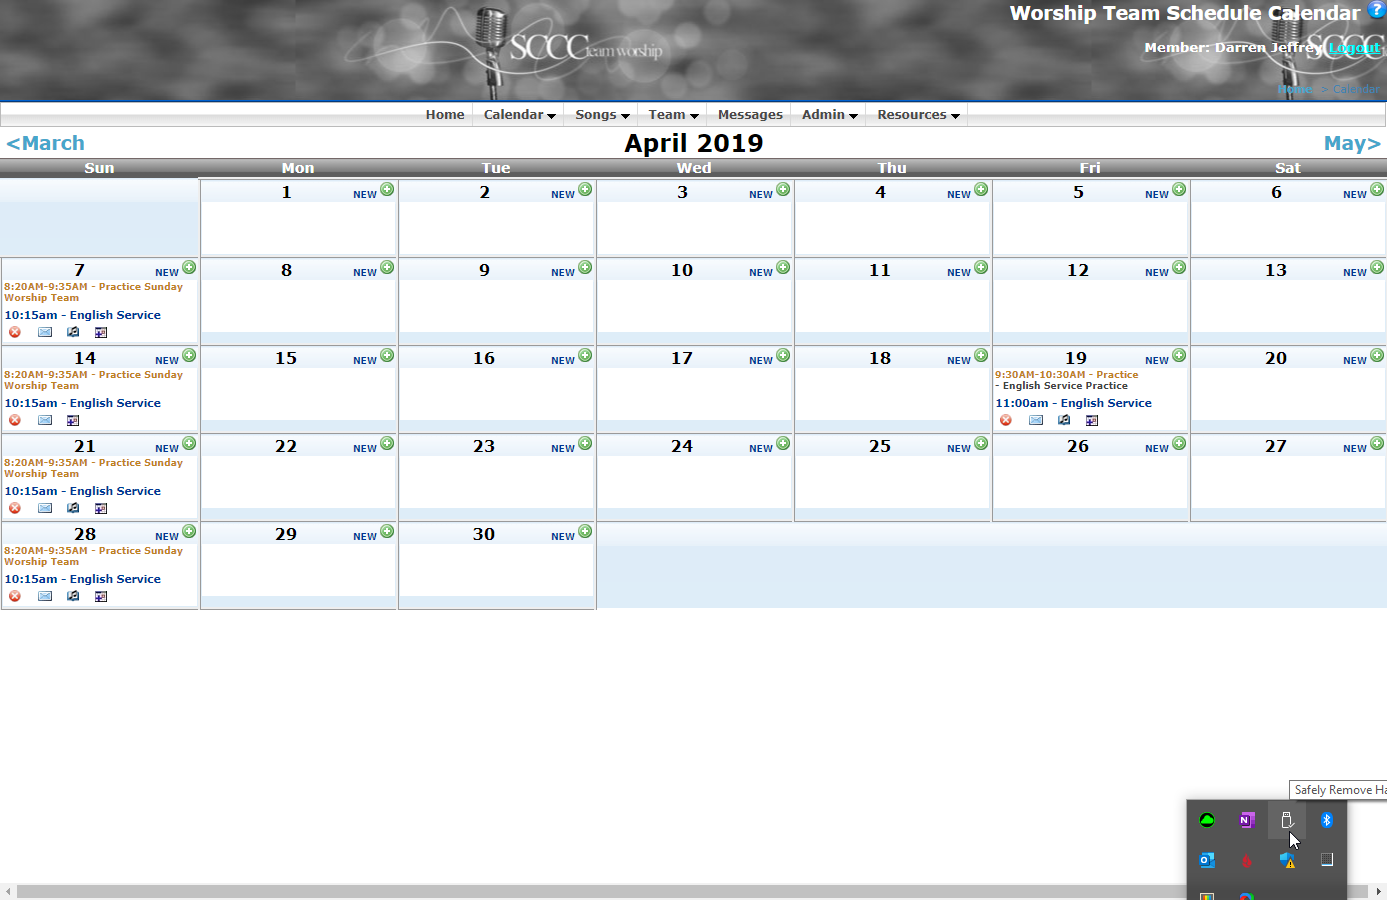 Worship Team Schedule Calendar ?
SCCC team worship
Member: Darren Jeffrey Logout
SCCC
Home > Calendar
Home Calendar Songs Team Messages Admin Resources
<March April 2019 May>
Sun Mon Tue Wed Thu Fri Sat
1 NEW 2 NEW 3 NEW 4 NEW 5 NEW 6 NEW
7 NEW 8 NEW 9 NEW 10 NEW 11 NEW 12 NEW 13 NEW
8:20AM-9:35AM - Practice Sunday
Worship Team
10:15am - English Service
14 NEW 15 NEW 16 NEW 17 NEW 18 NEW 19 NEW 20 NEW
8:20AM-9:35AM - Practice Sunday
Worship Team
10:15am - English Service
9:30AM-10:30AM - Practice
- English Service Practice
11:00am - English Service
21 NEW 22 NEW 23 NEW 24 NEW 25 NEW 26 NEW 27 NEW
8:20AM-9:35AM - Practice Sunday
Worship Team
10:15am - English Service
28 NEW 29 NEW 30 NEW
8:20AM-9:35AM - Practice Sunday
Worship Team
10:15am - English Service
Safely Remove Ha